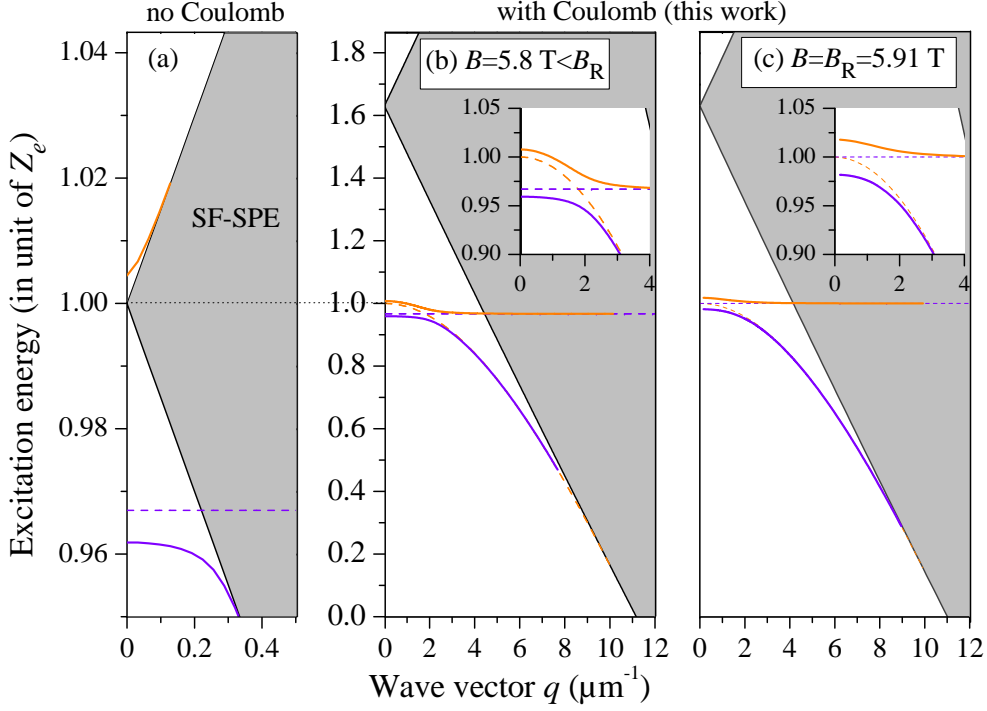 no Coulomb
with Coulomb (this work)
Excitation energy (in unit of Z_e)
(a)
SF-SPE
1.04
1.02
1.00
0.98
0.96
0.0
0.2
0.4
(b) B=5.8 T<B_R
1.8
1.6
1.4
1.2
1.0
0.8
0.6
0.4
0.2
0.0
0 2 4 6 8 10 12
1.05
1.00
0.95
0.90
0 2 4
(c) B=B_R=5.91 T
1.05
1.00
0.95
0.90
0 2 4
0 2 4 6 8 10 12
Wave vector q (µm⁻¹)